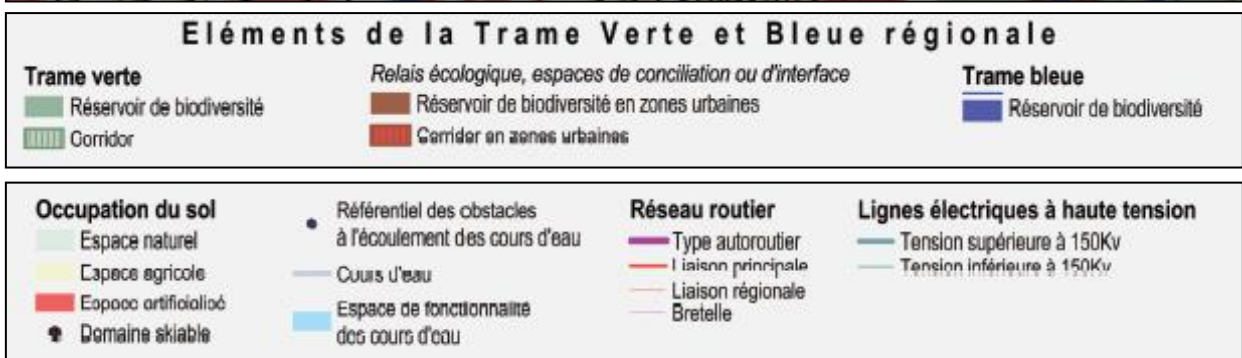 Eléments de la Trame Verte et Bleue régionale
Trame verte
Réservoir de biodiversité
Corridor
Relais écologique, espaces de conciliation ou d'interface
Réservoir de biodiversité en zones urbaines
Corridor en zones urbaines
Trame bleue
Réservoir de biodiversité
Occupation du sol
Espace naturel
Espace agricole
Espace artificialisé
Domaine skiable
Référentiel des obstacles
à l'écoulement des cours d'eau
Cours d'eau
Espace de fonctionnalité
des cours d'eau
Réseau routier
Type autoroutier
Liaison principale
Liaison régionale
Bretelle
Lignes électriques à haute tension
Tension supérieure à 150Kv
Tension inférieure à 150Kv